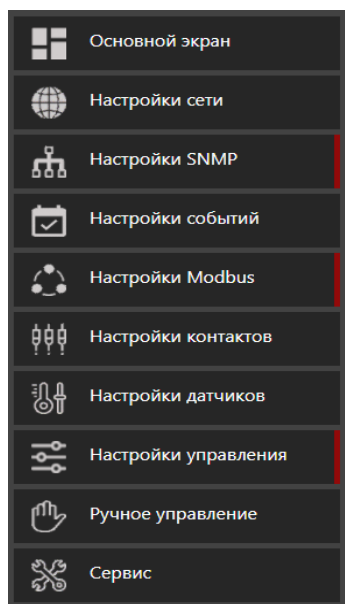 Основной экран
Настройки сети
Настройки SNMP
Настройки событий
Настройки Modbus
Настройки контактов
Настройки датчиков
Настройки управления
Ручное управление
Сервис